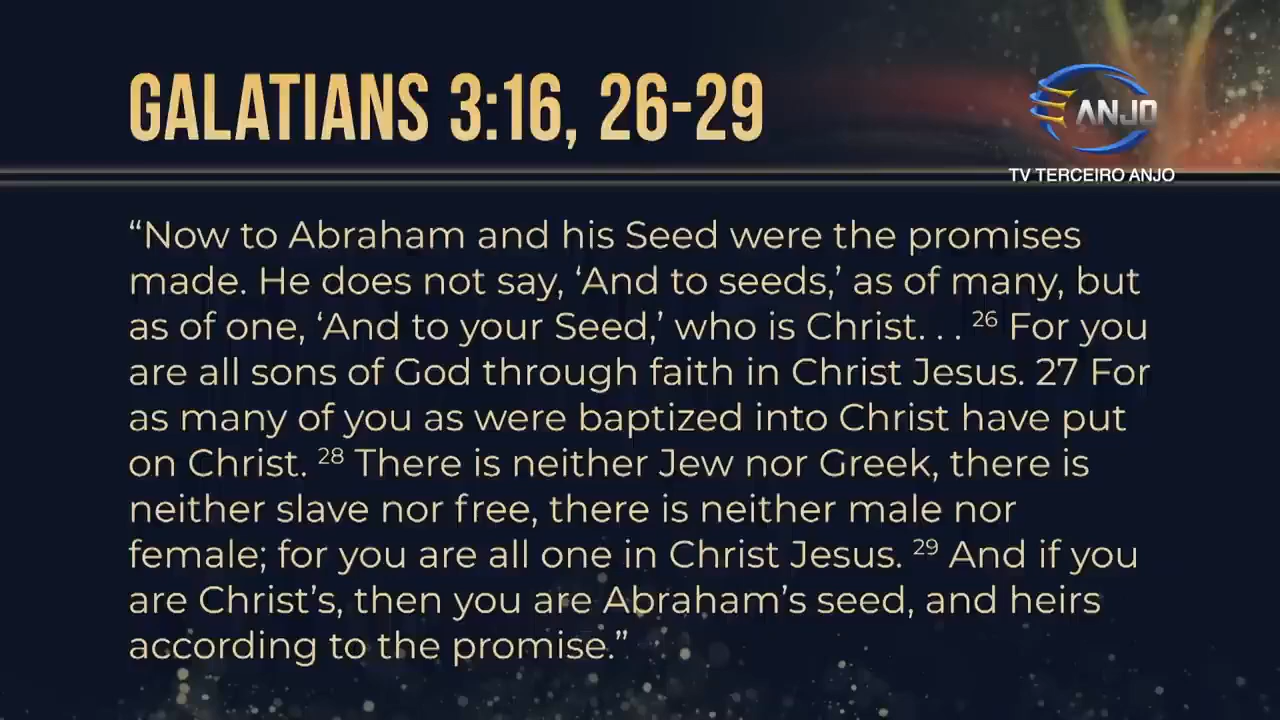 GALATIANS 3:16, 26-29
ANJO
TV TERCEIRO ANJO
“Now to Abraham and his Seed were the promises
made. He does not say, ‘And to seeds,’ as of many, but
as of one, ‘And to your Seed,’ who is Christ. . . 26 For you
are all sons of God through faith in Christ Jesus. 27 For
as many of you as were baptized into Christ have put
on Christ. 28 There is neither Jew nor Greek, there is
neither slave nor free, there is neither male nor
female; for you are all one in Christ Jesus. 29 And if you
are Christ’s, then you are Abraham’s seed, and heirs
according to the promise.”